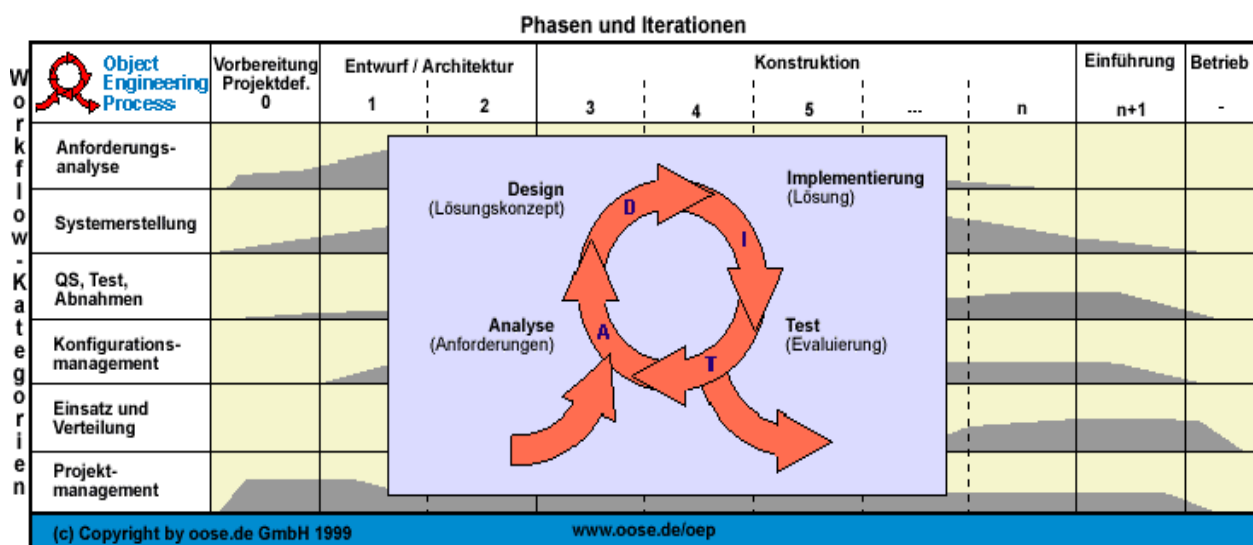 Phasen und Iterationen
Workflow-Kategorien
Object
Engineering
Process
Vorbereitung
Projektdef.
0
Entwurf / Architektur
1 2
Konstruktion
3 4 5 ... n
Einführung
n+1
Betrieb
-
Anforderungs-
analyse
Systemerstellung
QS, Test,
Abnahmen
Konfigurations-
management
Einsatz und
Verteilung
Projekt-
management
Design
(Lösungskonzept)
Implementierung
(Lösung)
Analyse
(Anforderungen)
Test
(Evaluierung)
D
I
A
T
(c) Copyright by oose.de GmbH 1999
www.oose.de/oep